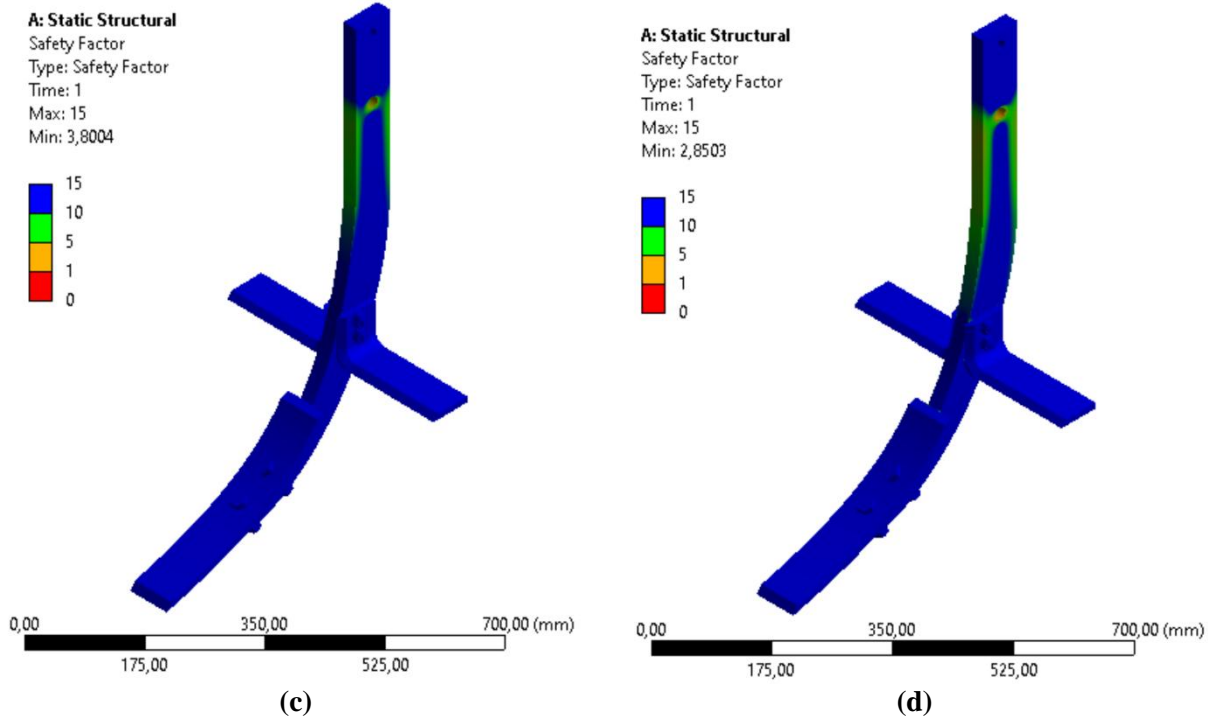 A: Static Structural
Safety Factor
Type: Safety Factor
Time: 1
Max: 15
Min: 3,8004
15
10
5
1
0
0,00 350,00 700,00 (mm)
175,00 525,00
(c)
A: Static Structural
Safety Factor
Type: Safety Factor
Time: 1
Max: 15
Min: 2,8503
15
10
5
1
0
0,00 350,00 700,00 (mm)
175,00 525,00
(d)